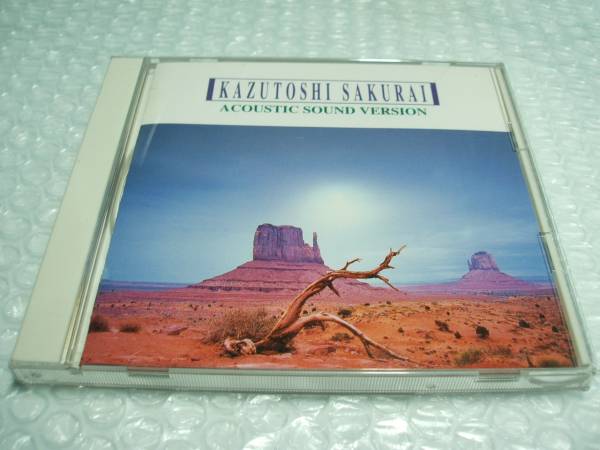 KAZUTOSHI SAKURAI
ACOUSTIC SOUND VERSION